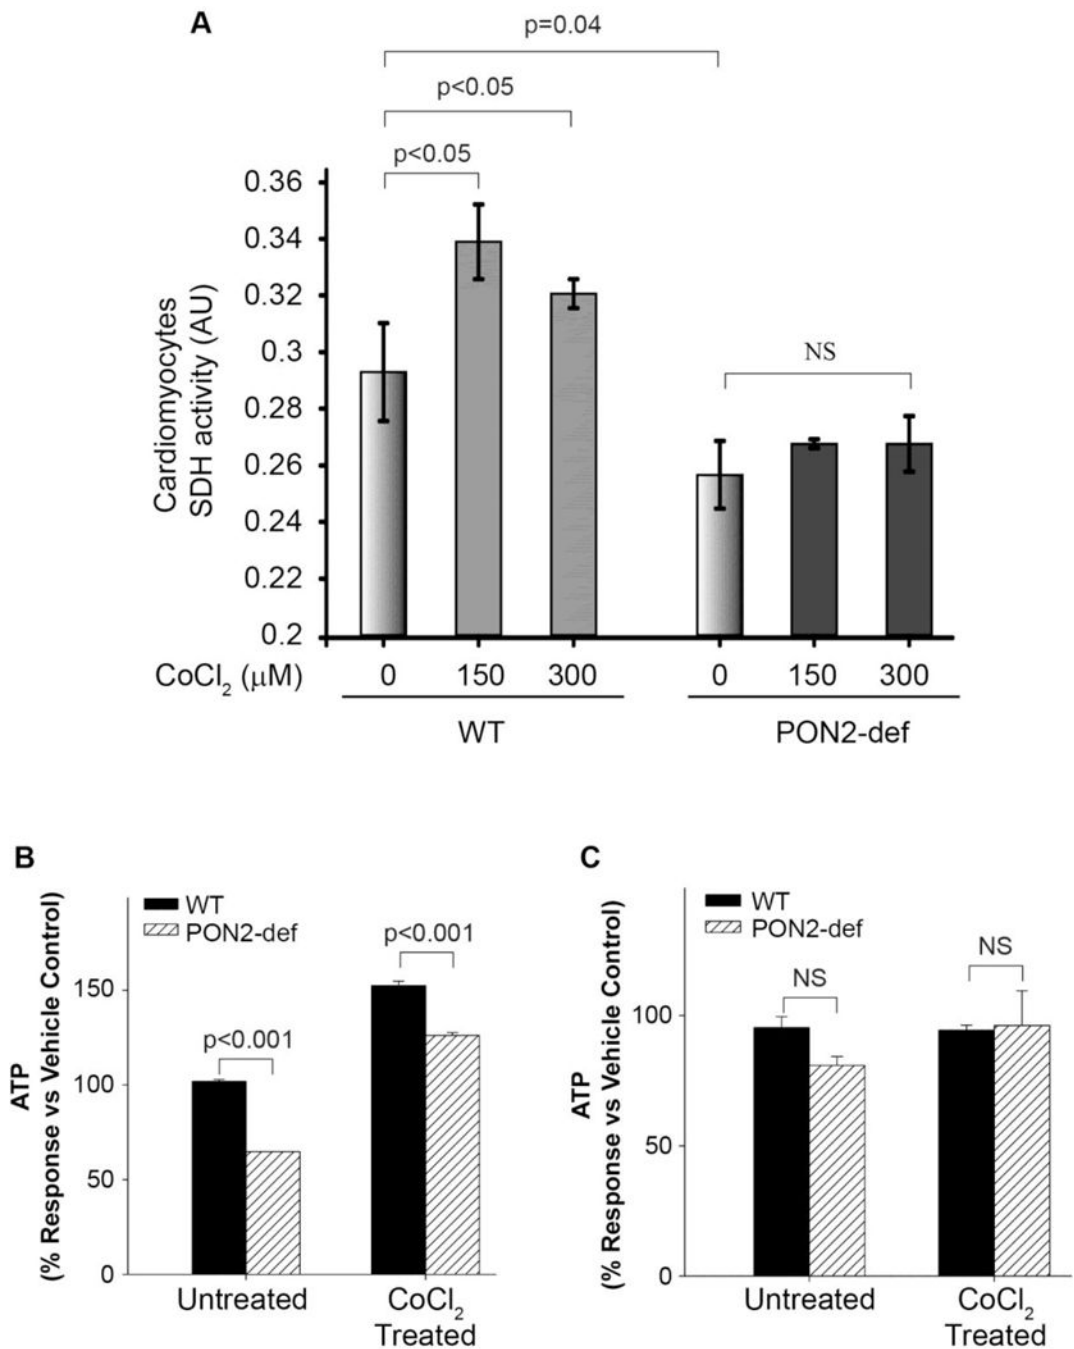 A
p=0.04
p<0.05
p<0.05
0.36
0.34
0.32
0.3
0.28
0.26
0.24
0.22
0.2
Cardiomyocytes
SDH activity (AU)
NS
CoCl2 (μM) 0 150 300 0 150 300
WT PON2-def
B
ATP
(% Response vs Vehicle Control)
WT
PON2-def
150
100
50
0
p<0.001
p<0.001
Untreated CoCl2
Treated
C
ATP
(% Response vs Vehicle Control)
WT
PON2-def
100
50
0
NS
NS
Untreated CoCl2
Treated